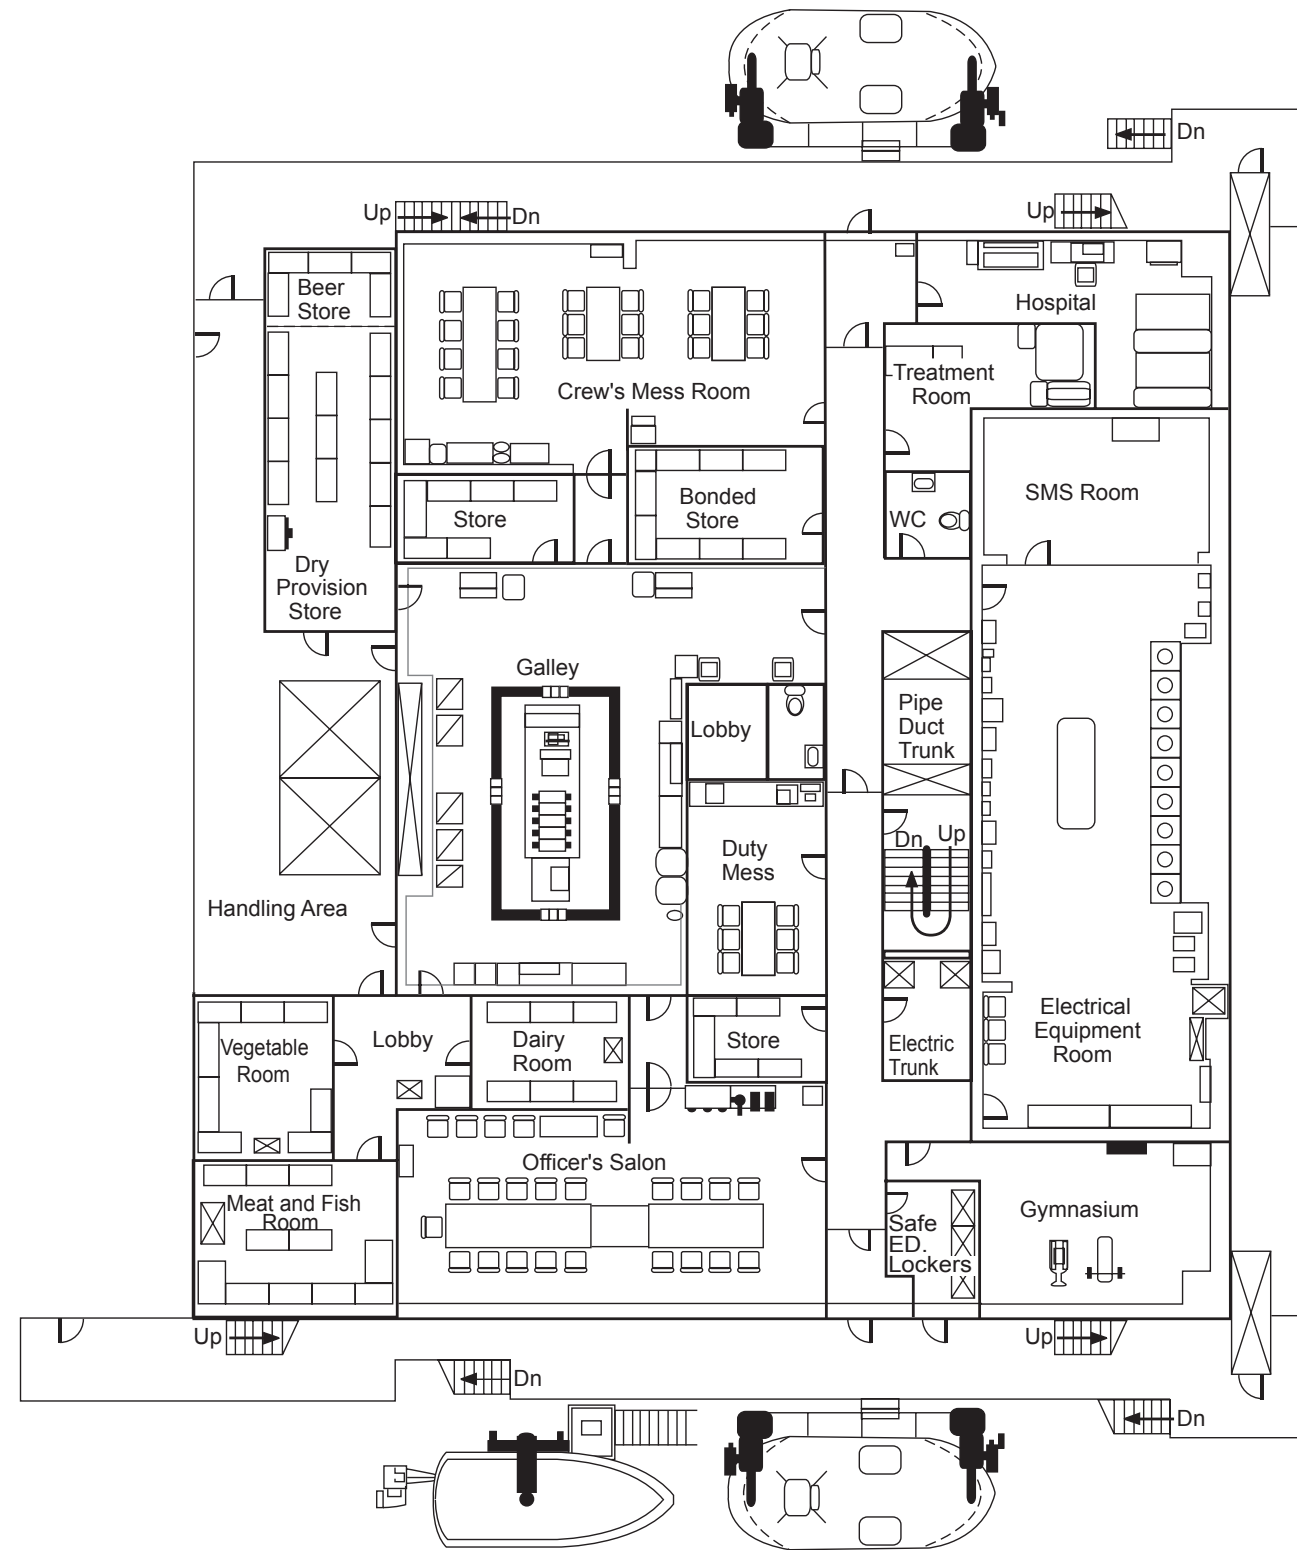 Dn
Up
Dn
Up
Beer
Store
Hospital
Treatment
Room
Crew's Mess Room
SMS Room
Bonded
Store
Store
WC
Dry
Provision
Store
Galley
Pipe
Duct
Trunk
Lobby
Dn
Up
Duty
Mess
Handling Area
Electrical
Equipment
Room
Vegetable
Room
Lobby
Dairy
Room
Store
Electric
Trunk
Officer's Salon
Meat and Fish
Room
Safe
ED.
Lockers
Gymnasium
Up
Up
Dn
Dn